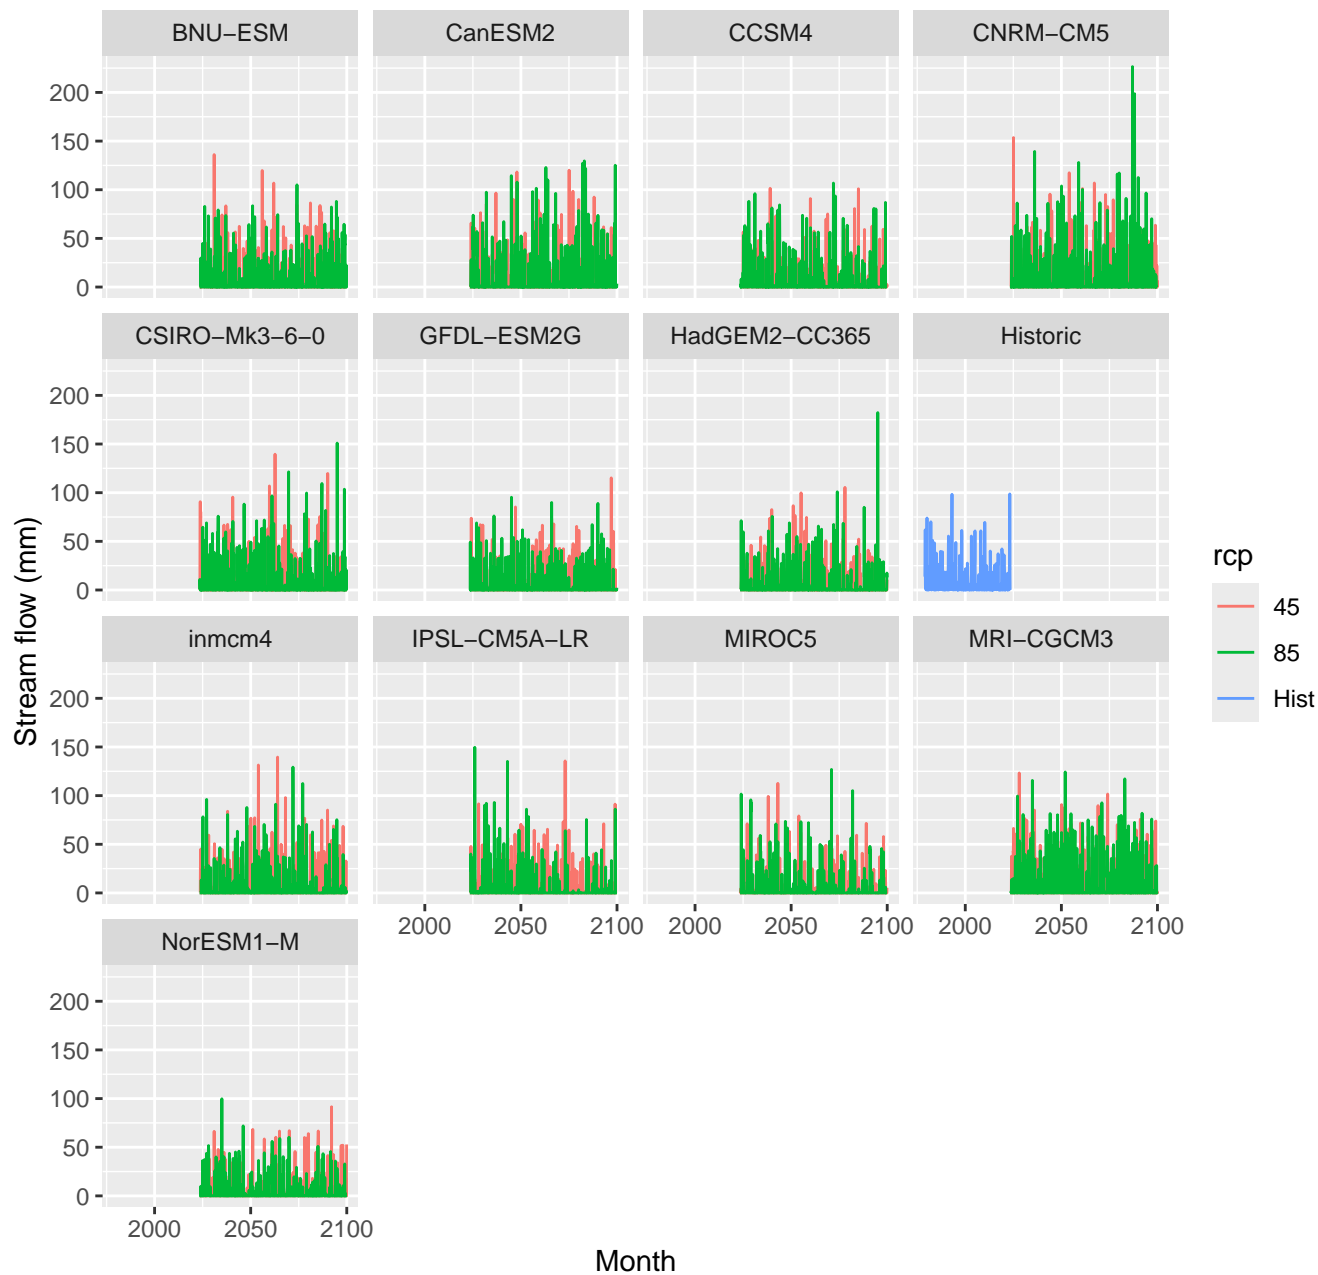 BNU−ESM CanESM2 CCSM4 CNRM−CM5
200
150
100
50
0
CSIRO−Mk3−6−0 GFDL−ESM2G HadGEM2−CC365 Historic
200
150
100
50
0
inmcm4 IPSL−CM5A−LR MIROC5 MRI−CGCM3
200
150
100
50
0
2000 2050 2100 2000 2050 2100 2000 2050 2100
NorESM1−M
200
150
100
50
0
2000 2050 2100
Month
Stream flow (mm)
rcp
45
85
Hist